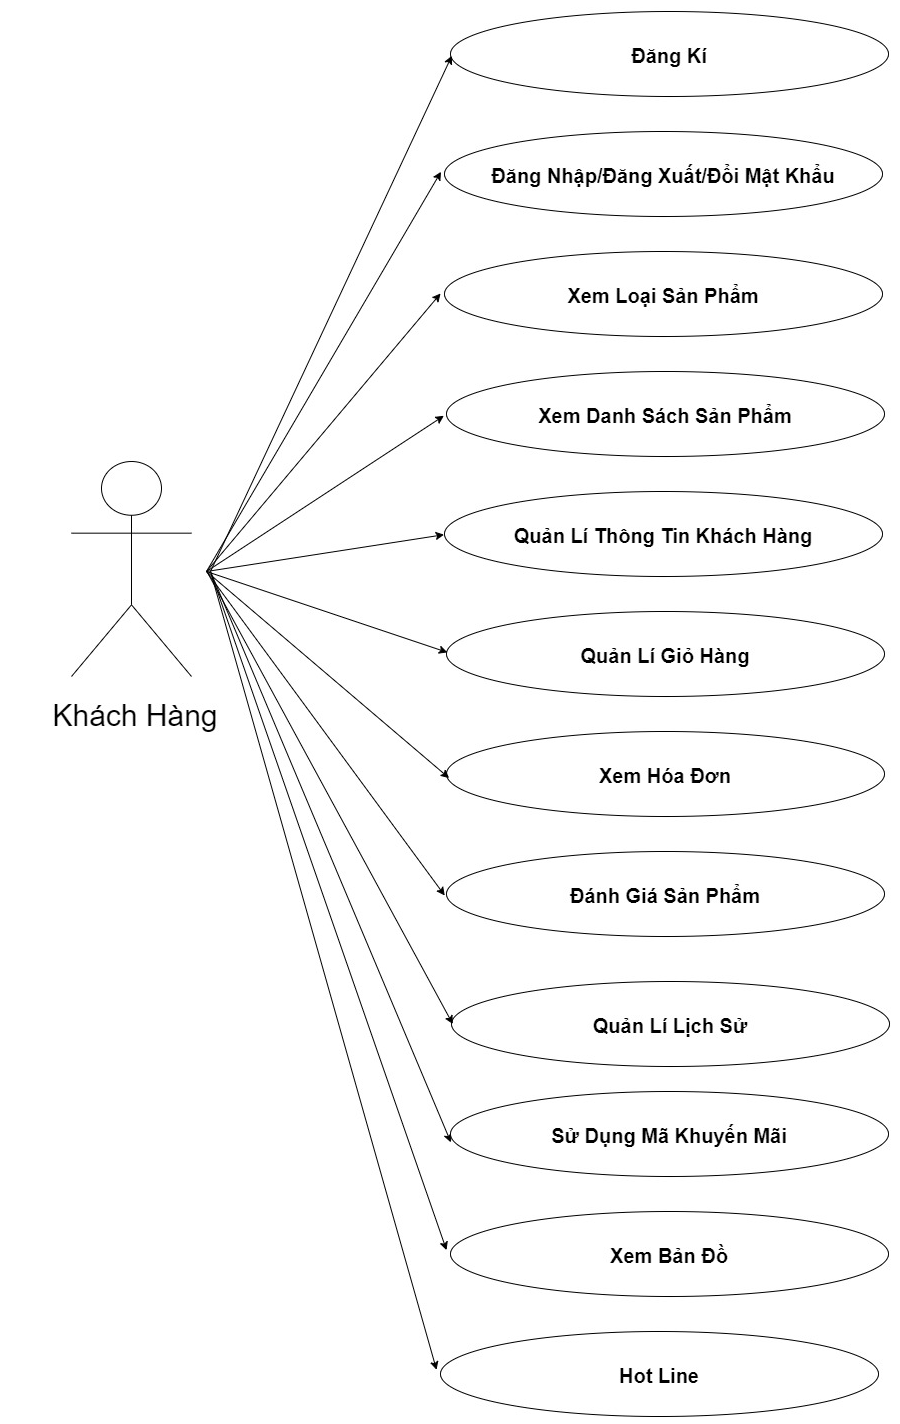 Đăng Kí
Đăng Nhập/Đăng Xuất/Đổi Mật Khẩu
Xem Loại Sản Phẩm
Xem Danh Sách Sản Phẩm
Quản Lí Thông Tin Khách Hàng
Quản Lí Giỏ Hàng
Khách Hàng
Xem Hóa Đơn
Đánh Giá Sản Phẩm
Quản Lí Lịch Sử
Sử Dụng Mã Khuyến Mãi
Xem Bản Đồ
Hot Line